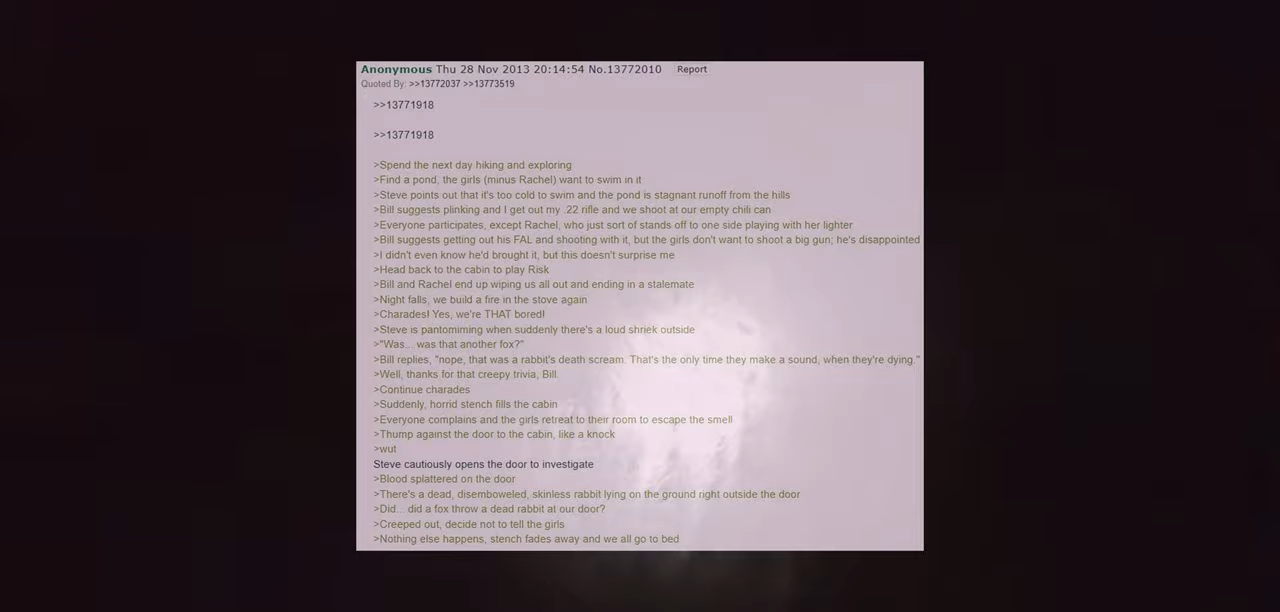 Anonymous Thu 28 Nov 2013 20:14:54 No.13772010 Report
Quoted By: >>13772037 >>13773519
>>13771918
>>13771918
>Spend the next day hiking and exploring
>Find a pond, the girls (minus Rachel) want to swim in it
>Steve points out that it's too cold to swim and the pond is stagnant runoff from the hills
>Bill suggests plinking and I get out my .22 rifle and we shoot at our empty chili can
>Everyone participates, except Rachel, who just sort of stands off to one side playing with her lighter
>Bill suggests getting out his FAL and shooting with it, but the girls don't want to shoot a big gun; he's disappointed
>I didn't even know he'd brought it, but this doesn't surprise me
>Head back to the cabin to play Risk
>Bill and Rachel end up wiping us all out and ending in a stalemate
>Night falls, we build a fire in the stove again
>Charades! Yes, we're THAT bored!
>Steve is pantomiming when suddenly there's a loud shriek outside
>"Was... was that another fox?"
>Bill replies, "nope, that was a rabbit's death scream. That's the only time they make a sound, when they're dying."
>Well, thanks for that creepy trivia, Bill.
>Continue charades
>Suddenly, horrid stench fills the cabin
>Everyone complains and the girls retreat to their room to escape the smell
>Thump against the door to the cabin, like a knock
>wut
Steve cautiously opens the door to investigate
>Blood splattered on the door
>There's a dead, disemboweled, skinless rabbit lying on the ground right outside the door
>Did... did a fox throw a dead rabbit at our door?
>Creeped out, decide not to tell the girls
>Nothing else happens, stench fades away and we all go to bed